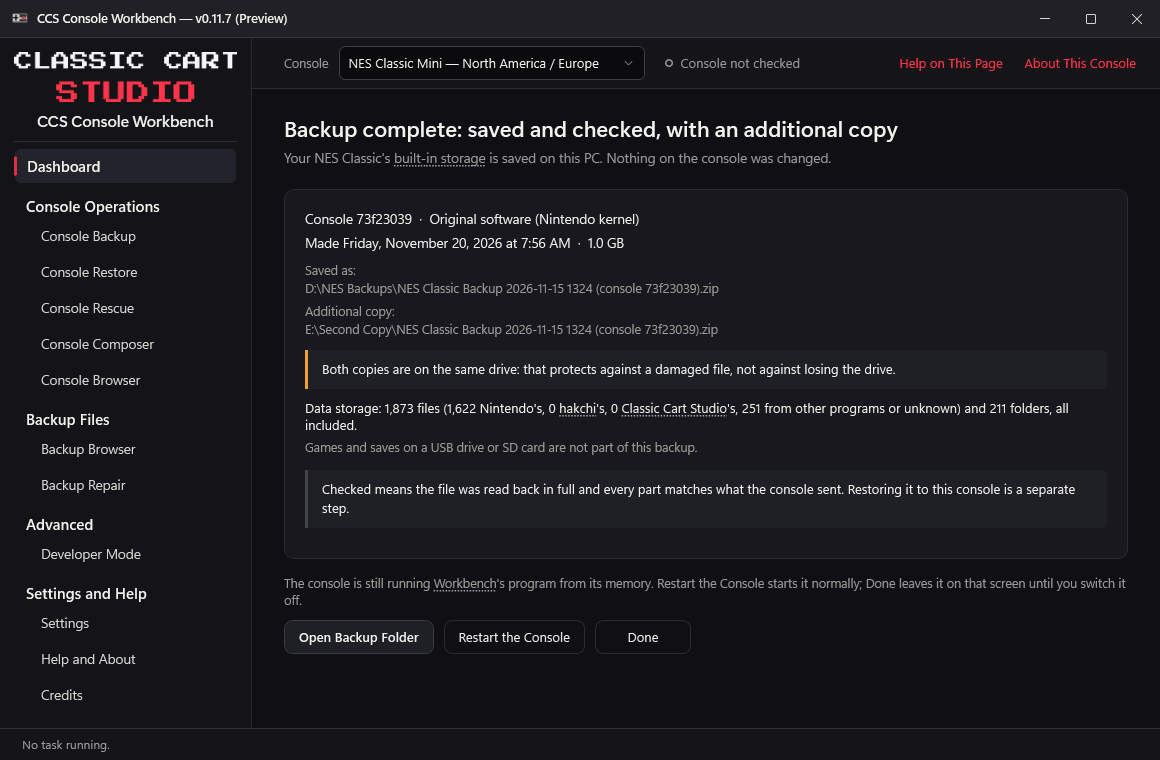 CCS Console Workbench — v0.11.7 (Preview)
CLASSIC CART
STUDIO
CCS Console Workbench
Dashboard
Console Operations
Console Backup
Console Restore
Console Rescue
Console Composer
Console Browser
Backup Files
Backup Browser
Backup Repair
Advanced
Developer Mode
Settings and Help
Settings
Help and About
Credits
Console
NES Classic Mini — North America / Europe
Console not checked
Help on This Page
About This Console
Backup complete: saved and checked, with an additional copy
Your NES Classic's built-in storage is saved on this PC. Nothing on the console was changed.
Console 73f23039 · Original software (Nintendo kernel)
Made Friday, November 20, 2026 at 7:56 AM · 1.0 GB
Saved as:
D:\NES Backups\NES Classic Backup 2026-11-15 1324 (console 73f23039).zip
Additional copy:
E:\Second Copy\NES Classic Backup 2026-11-15 1324 (console 73f23039).zip
Both copies are on the same drive: that protects against a damaged file, not against losing the drive.
Data storage: 1,873 files (1,622 Nintendo's, 0 hakchi's, 0 Classic Cart Studio's, 251 from other programs or unknown) and 211 folders, all
included.
Games and saves on a USB drive or SD card are not part of this backup.
Checked means the file was read back in full and every part matches what the console sent. Restoring it to this console is a separate
step.
The console is still running Workbench's program from its memory. Restart the Console starts it normally; Done leaves it on that screen until you switch it
off.
Open Backup Folder
Restart the Console
Done
No task running.